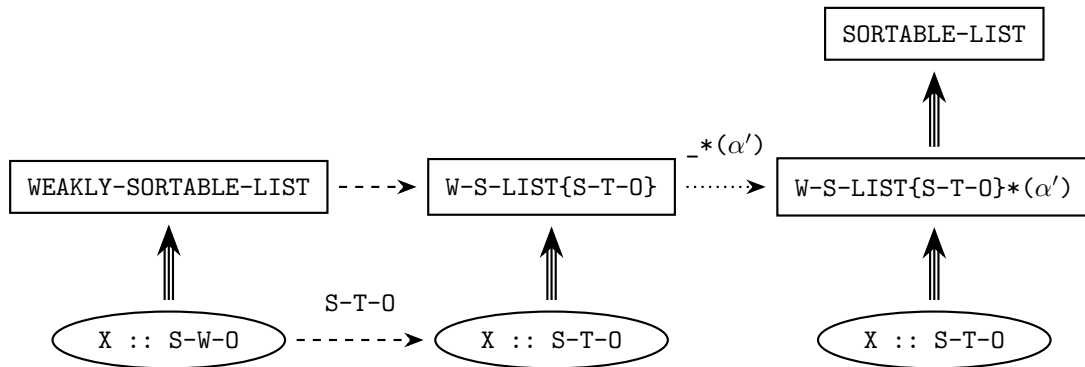 SORTABLE-LIST
_*(α′)
WEAKLY-SORTABLE-LIST
W-S-LIST{S-T-O}
W-S-LIST{S-T-O}*(α′)
S-T-O
X :: S-W-O
X :: S-T-O
X :: S-T-O